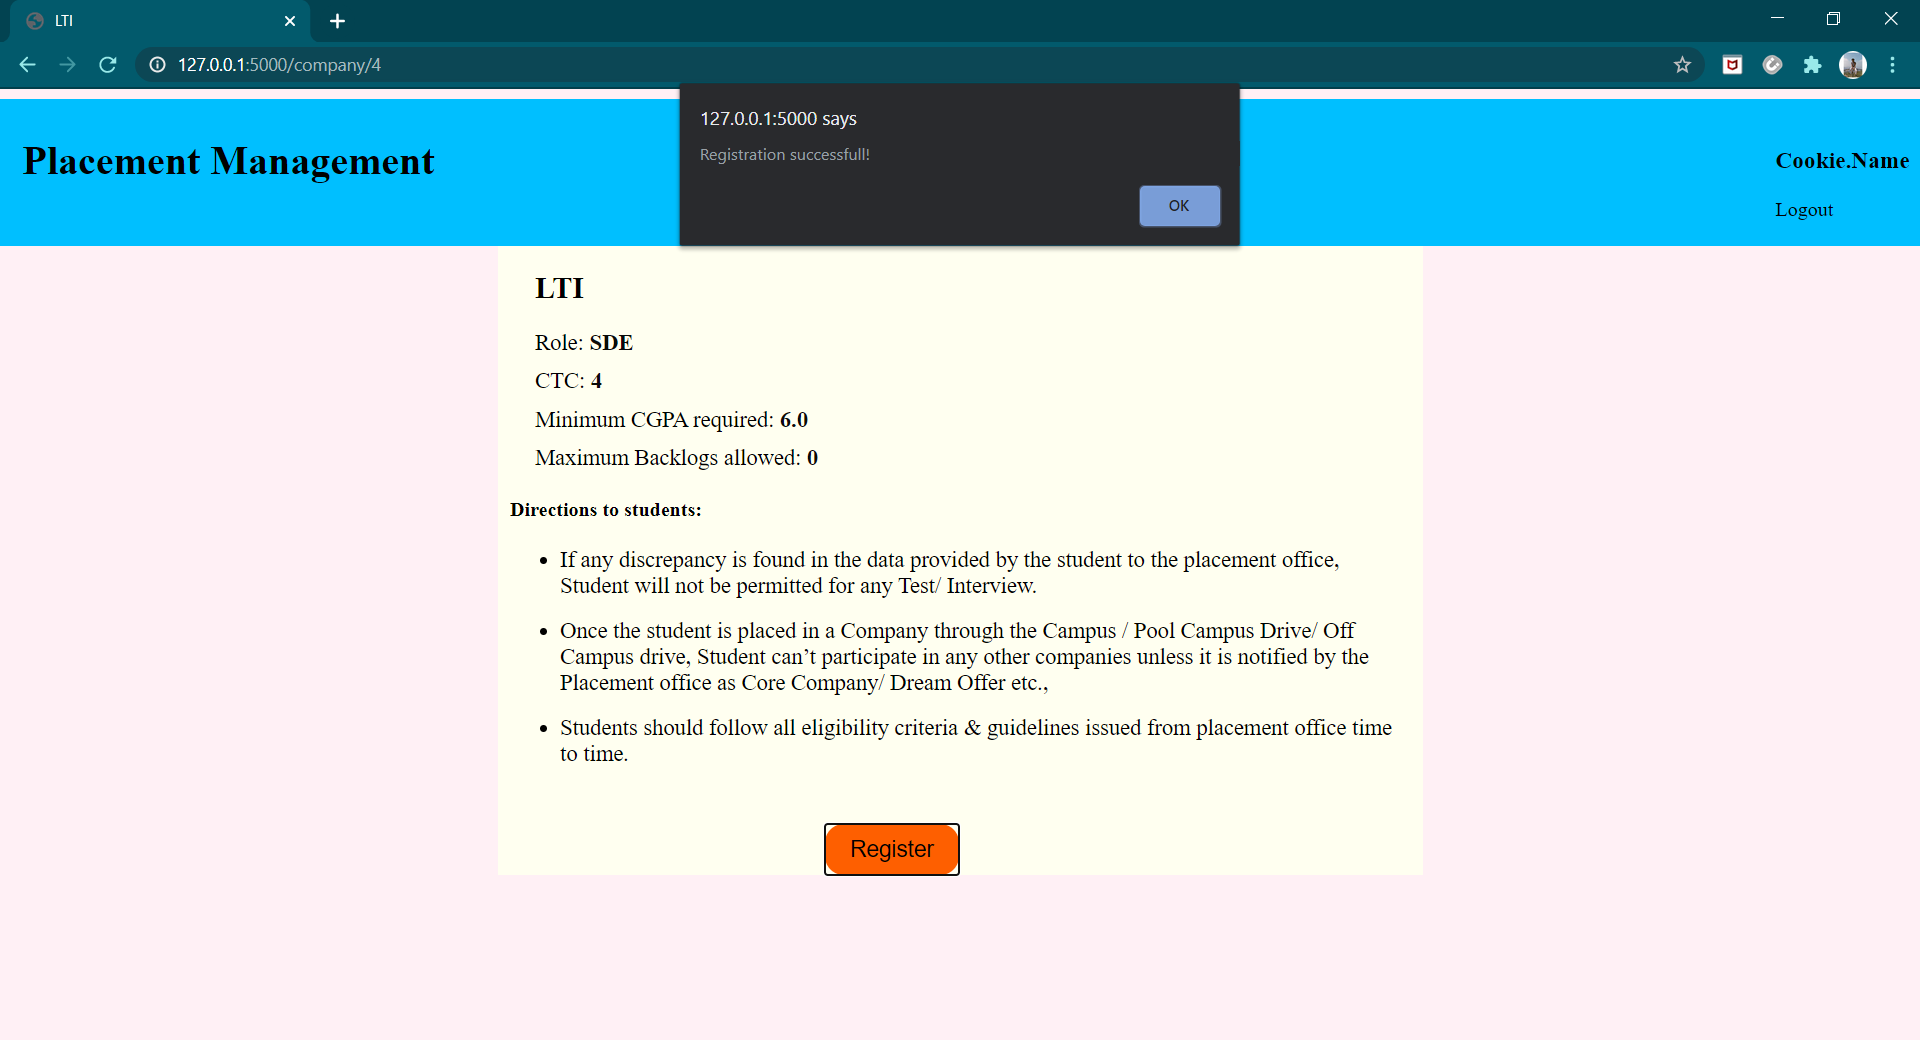 LTI
127.0.0.1:5000/company/4
127.0.0.1:5000 says
Registration successfull!
OK
Placement Management
Cookie.Name
Logout
LTI
Role: SDE
CTC: 4
Minimum CGPA required: 6.0
Maximum Backlogs allowed: 0
Directions to students:
• If any discrepancy is found in the data provided by the student to the placement office,
Student will not be permitted for any Test/ Interview.
• Once the student is placed in a Company through the Campus / Pool Campus Drive/ Off
Campus drive, Student can’t participate in any other companies unless it is notified by the
Placement office as Core Company/ Dream Offer etc.,
• Students should follow all eligibility criteria & guidelines issued from placement office time
to time.
Register